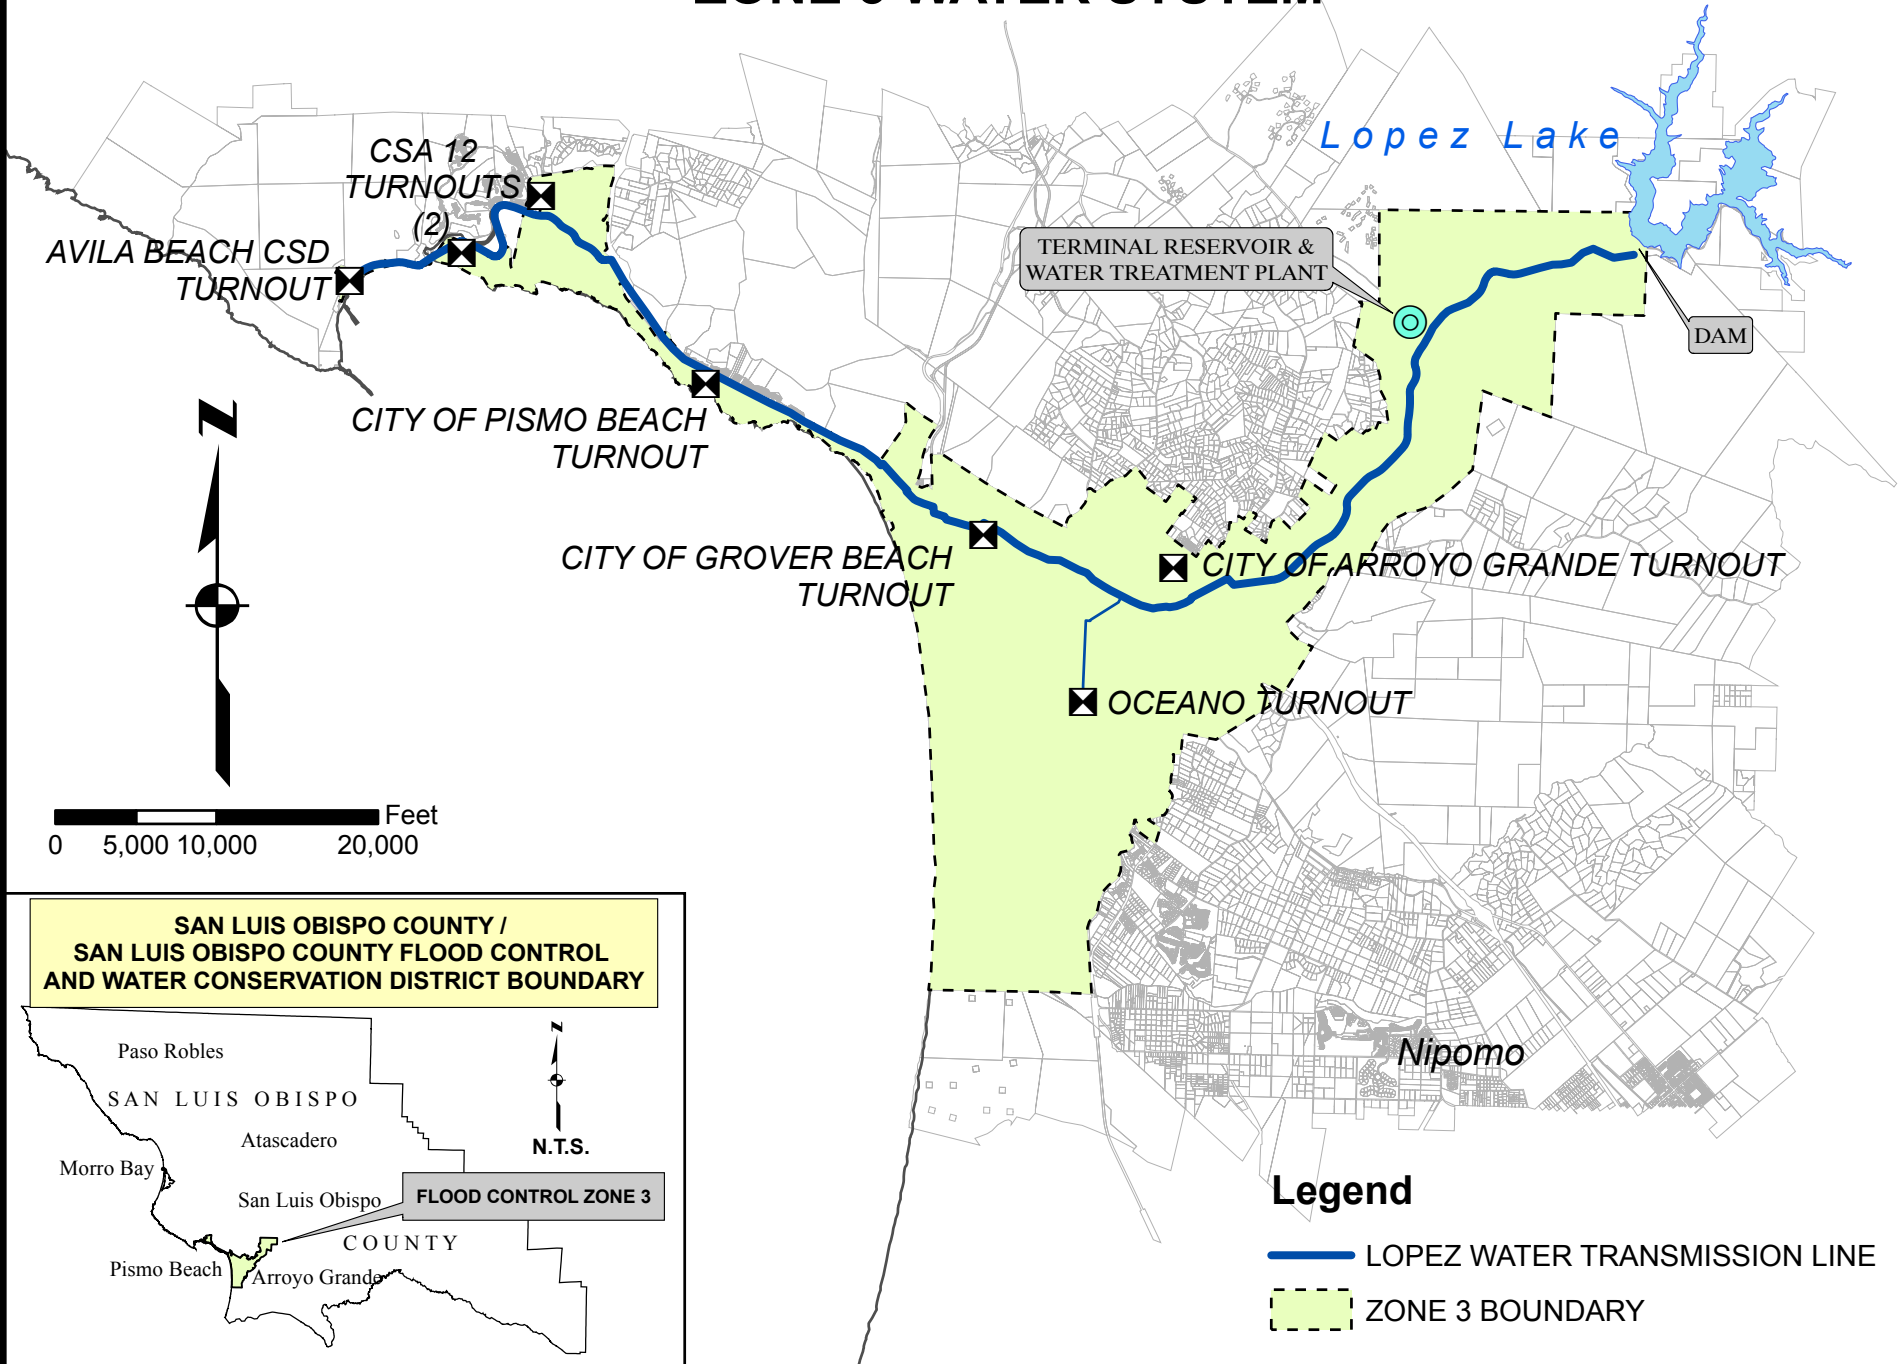 ZONE 3 WATER SYSTEM
Lopez Lake
CSA 12
TURNOUTS
(2)
AVILA BEACH CSD
TURNOUT
TERMINAL RESERVOIR &
WATER TREATMENT PLANT
DAM
CITY OF PISMO BEACH
TURNOUT
CITY OF GROVER BEACH
TURNOUT
CITY OF ARROYO GRANDE TURNOUT
OCEANO TURNOUT
N
Feet
0 5,000 10,000 20,000
SAN LUIS OBISPO COUNTY /
SAN LUIS OBISPO COUNTY FLOOD CONTROL
AND WATER CONSERVATION DISTRICT BOUNDARY
N
N.T.S.
Paso Robles
SAN LUIS OBISPO
Atascadero
Morro Bay
San Luis Obispo
FLOOD CONTROL ZONE 3
COUNTY
Pismo Beach
Arroyo Grande
Nipomo
Legend
LOPEZ WATER TRANSMISSION LINE
ZONE 3 BOUNDARY